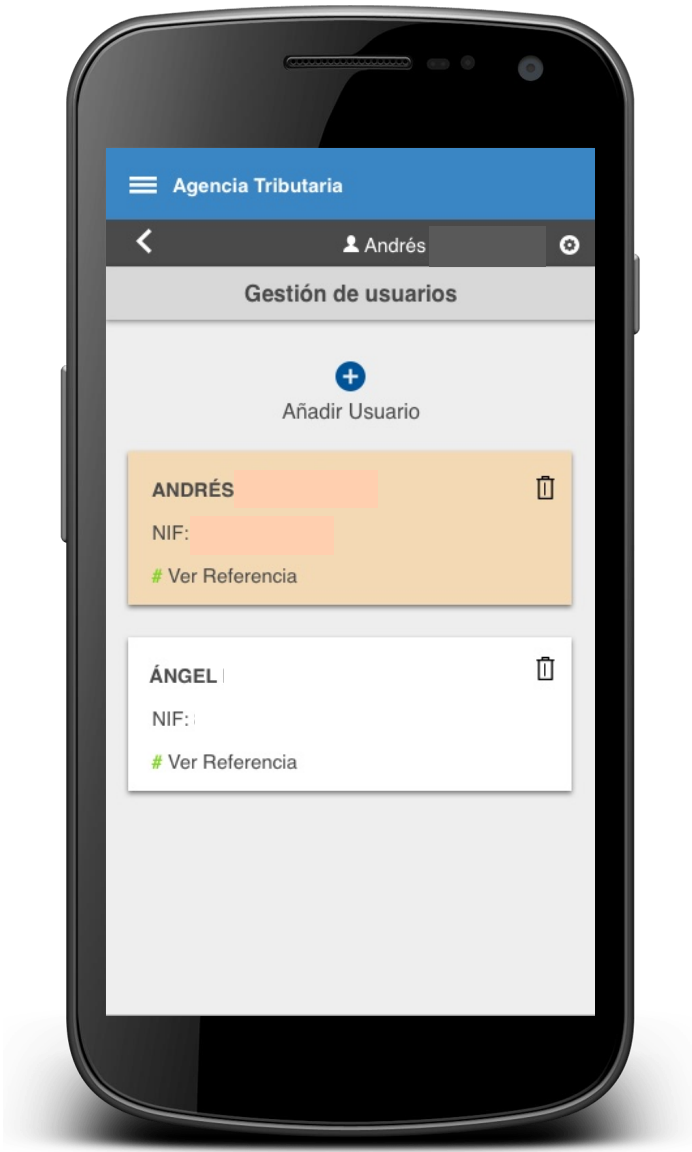 Agencia Tributaria
Andrés
Gestión de usuarios
Añadir Usuario
ANDRÉS
NIF:
# Ver Referencia
ÁNGEL
NIF:
# Ver Referencia